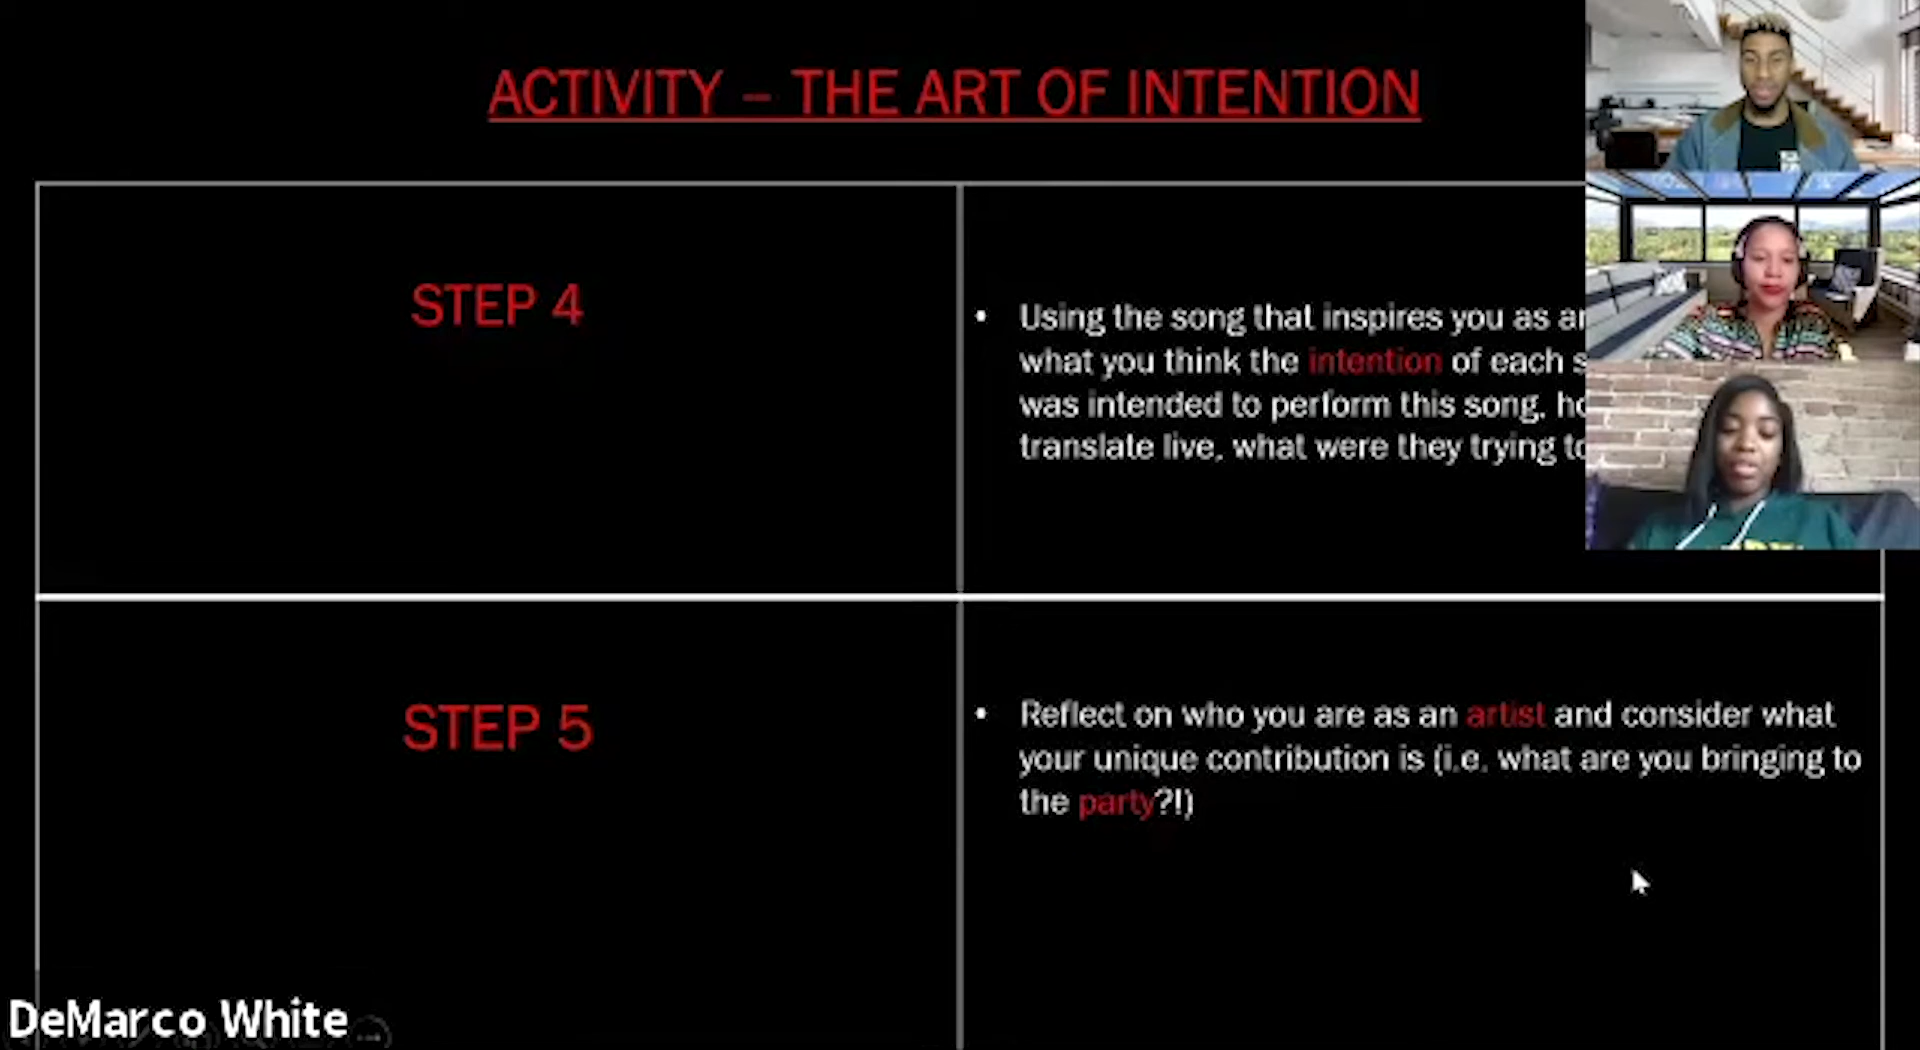 ACTIVITY – THE ART OF INTENTION
STEP 4
• Using the song that inspires you as
what you think the intention of each
was intended to perform this song, 
translate live, what were they trying
STEP 5
• Reflect on who you are as an artist and consider what
your unique contribution is (i.e. what are you bringing to
the party?!)
DeMarco White